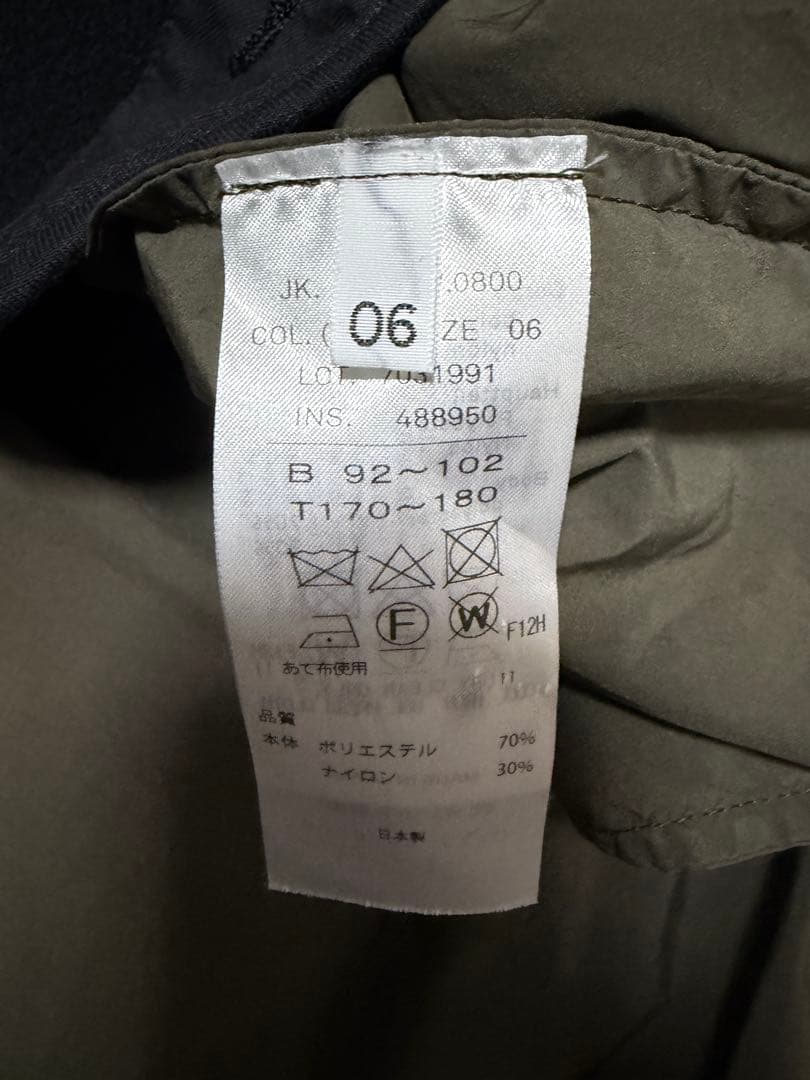 JK. .0800
06
COL. ( ZE 06
LOT. 7031991
INS. 488950
B 92～102
T170～180
F W F12H
あて布使用
11
品質
本体 ポリエステル 70%
ナイロン 30%
日本製